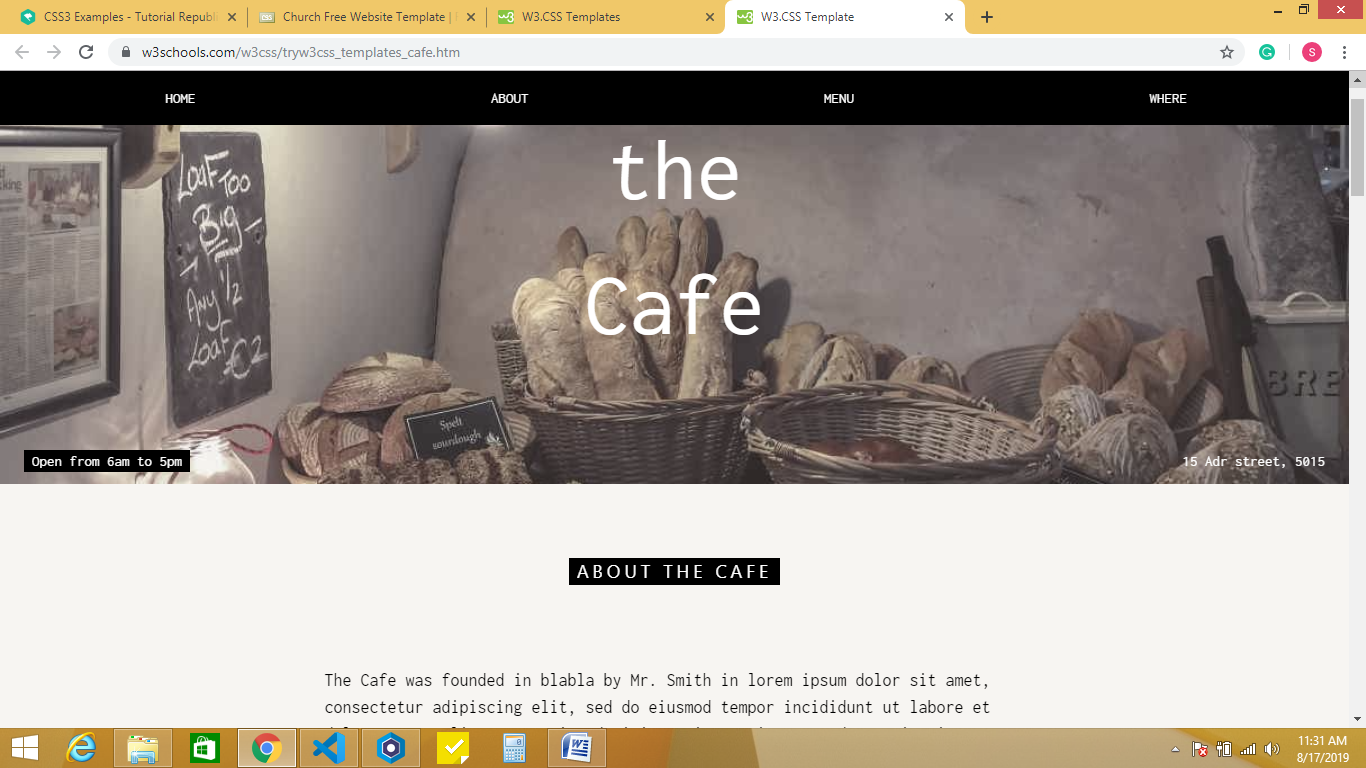 CSS3 Examples - Tutorial Republi
Church Free Website Template |
W3.CSS Templates
W3.CSS Template
w3schools.com/w3css/tryw3css_templates_cafe.htm
S
HOME
ABOUT
MENU
WHERE
the
Cafe
LOAF TOO
BIG
ANY 1/2
LOAF €2
Spelt
sourdough
BRE
Open from 6am to 5pm
15 Adr street, 5015
ABOUT THE CAFE
The Cafe was founded in blabla by Mr. Smith in lorem ipsum dolor sit amet,
consectetur adipiscing elit, sed do eiusmod tempor incididunt ut labore et
11:31 AM
8/17/2019